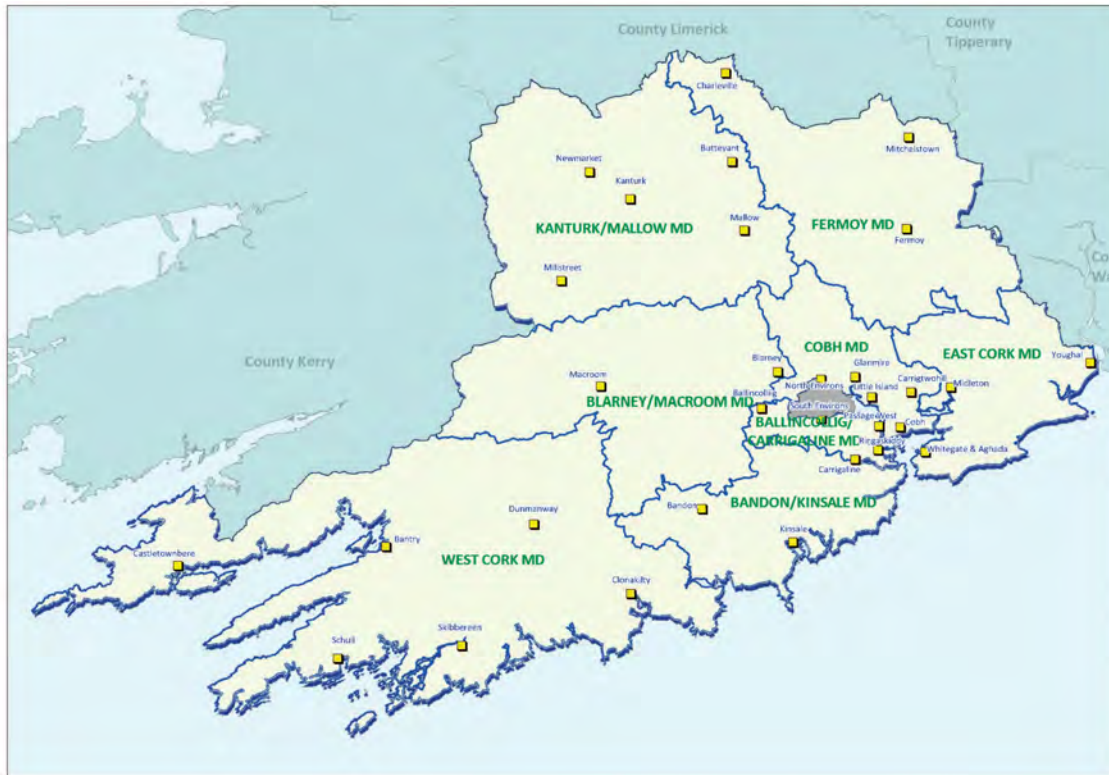 County Limerick
County
Tipperary
Charleville
Mitchelstown
Newmarket
Buttevant
Kanturk
KANTURK/MALLOW MD
Mallow
FERMOY MD
Fermoy
Millstreet
Co
W
County Kerry
COBH MD
EAST CORK MD
Youghal
Blarney
Glanmire
Macroom
North Environs
Little Island
Carrigtwohill
Midleton
BLARNEY/MACROOM MD
Ballincollig
South Environs
Passage West
Cobh
BALLINCOLLIG/
CARRIGALINE MD
Ringaskiddy
Whitegate & Aghada
Carrigaline
BANDON/KINSALE MD
Bandon
Kinsale
Dunmanway
Bantry
Castletownbere
WEST CORK MD
Clonakilty
Skibbereen
Schull